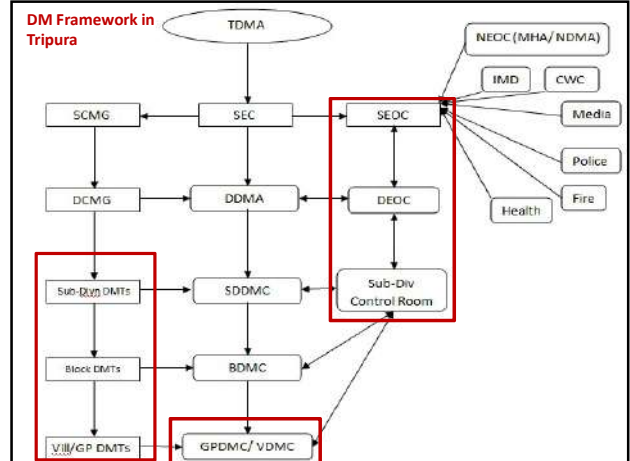 DM Framework in
Tripura
TDMA
NEOC (MHA/ NDMA)
IMD
CWC
SCMG
SEC
SEOC
Media
Police
DCMG
DDMA
DEOC
Fire
Health
Sub-Divn DMTs
SDDMC
Sub-Div
Control Room
Block DMTs
BDMC
Vill/GP DMTs
GPDMC/ VDMC